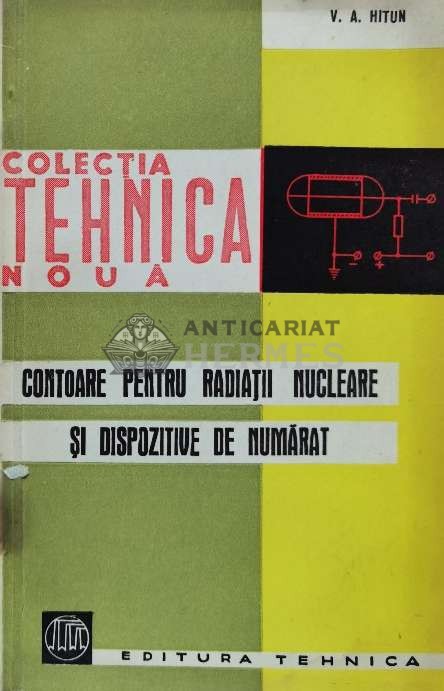 V. A. HITUN
COLECȚIA
TEHNICA
NOUĂ
ANTICARIAT
HERMES
CONTOARE PENTRU RADIAȚII NUCLEARE
ȘI DISPOZITIVE DE NUMĂRAT
EDITURA TEHNICA